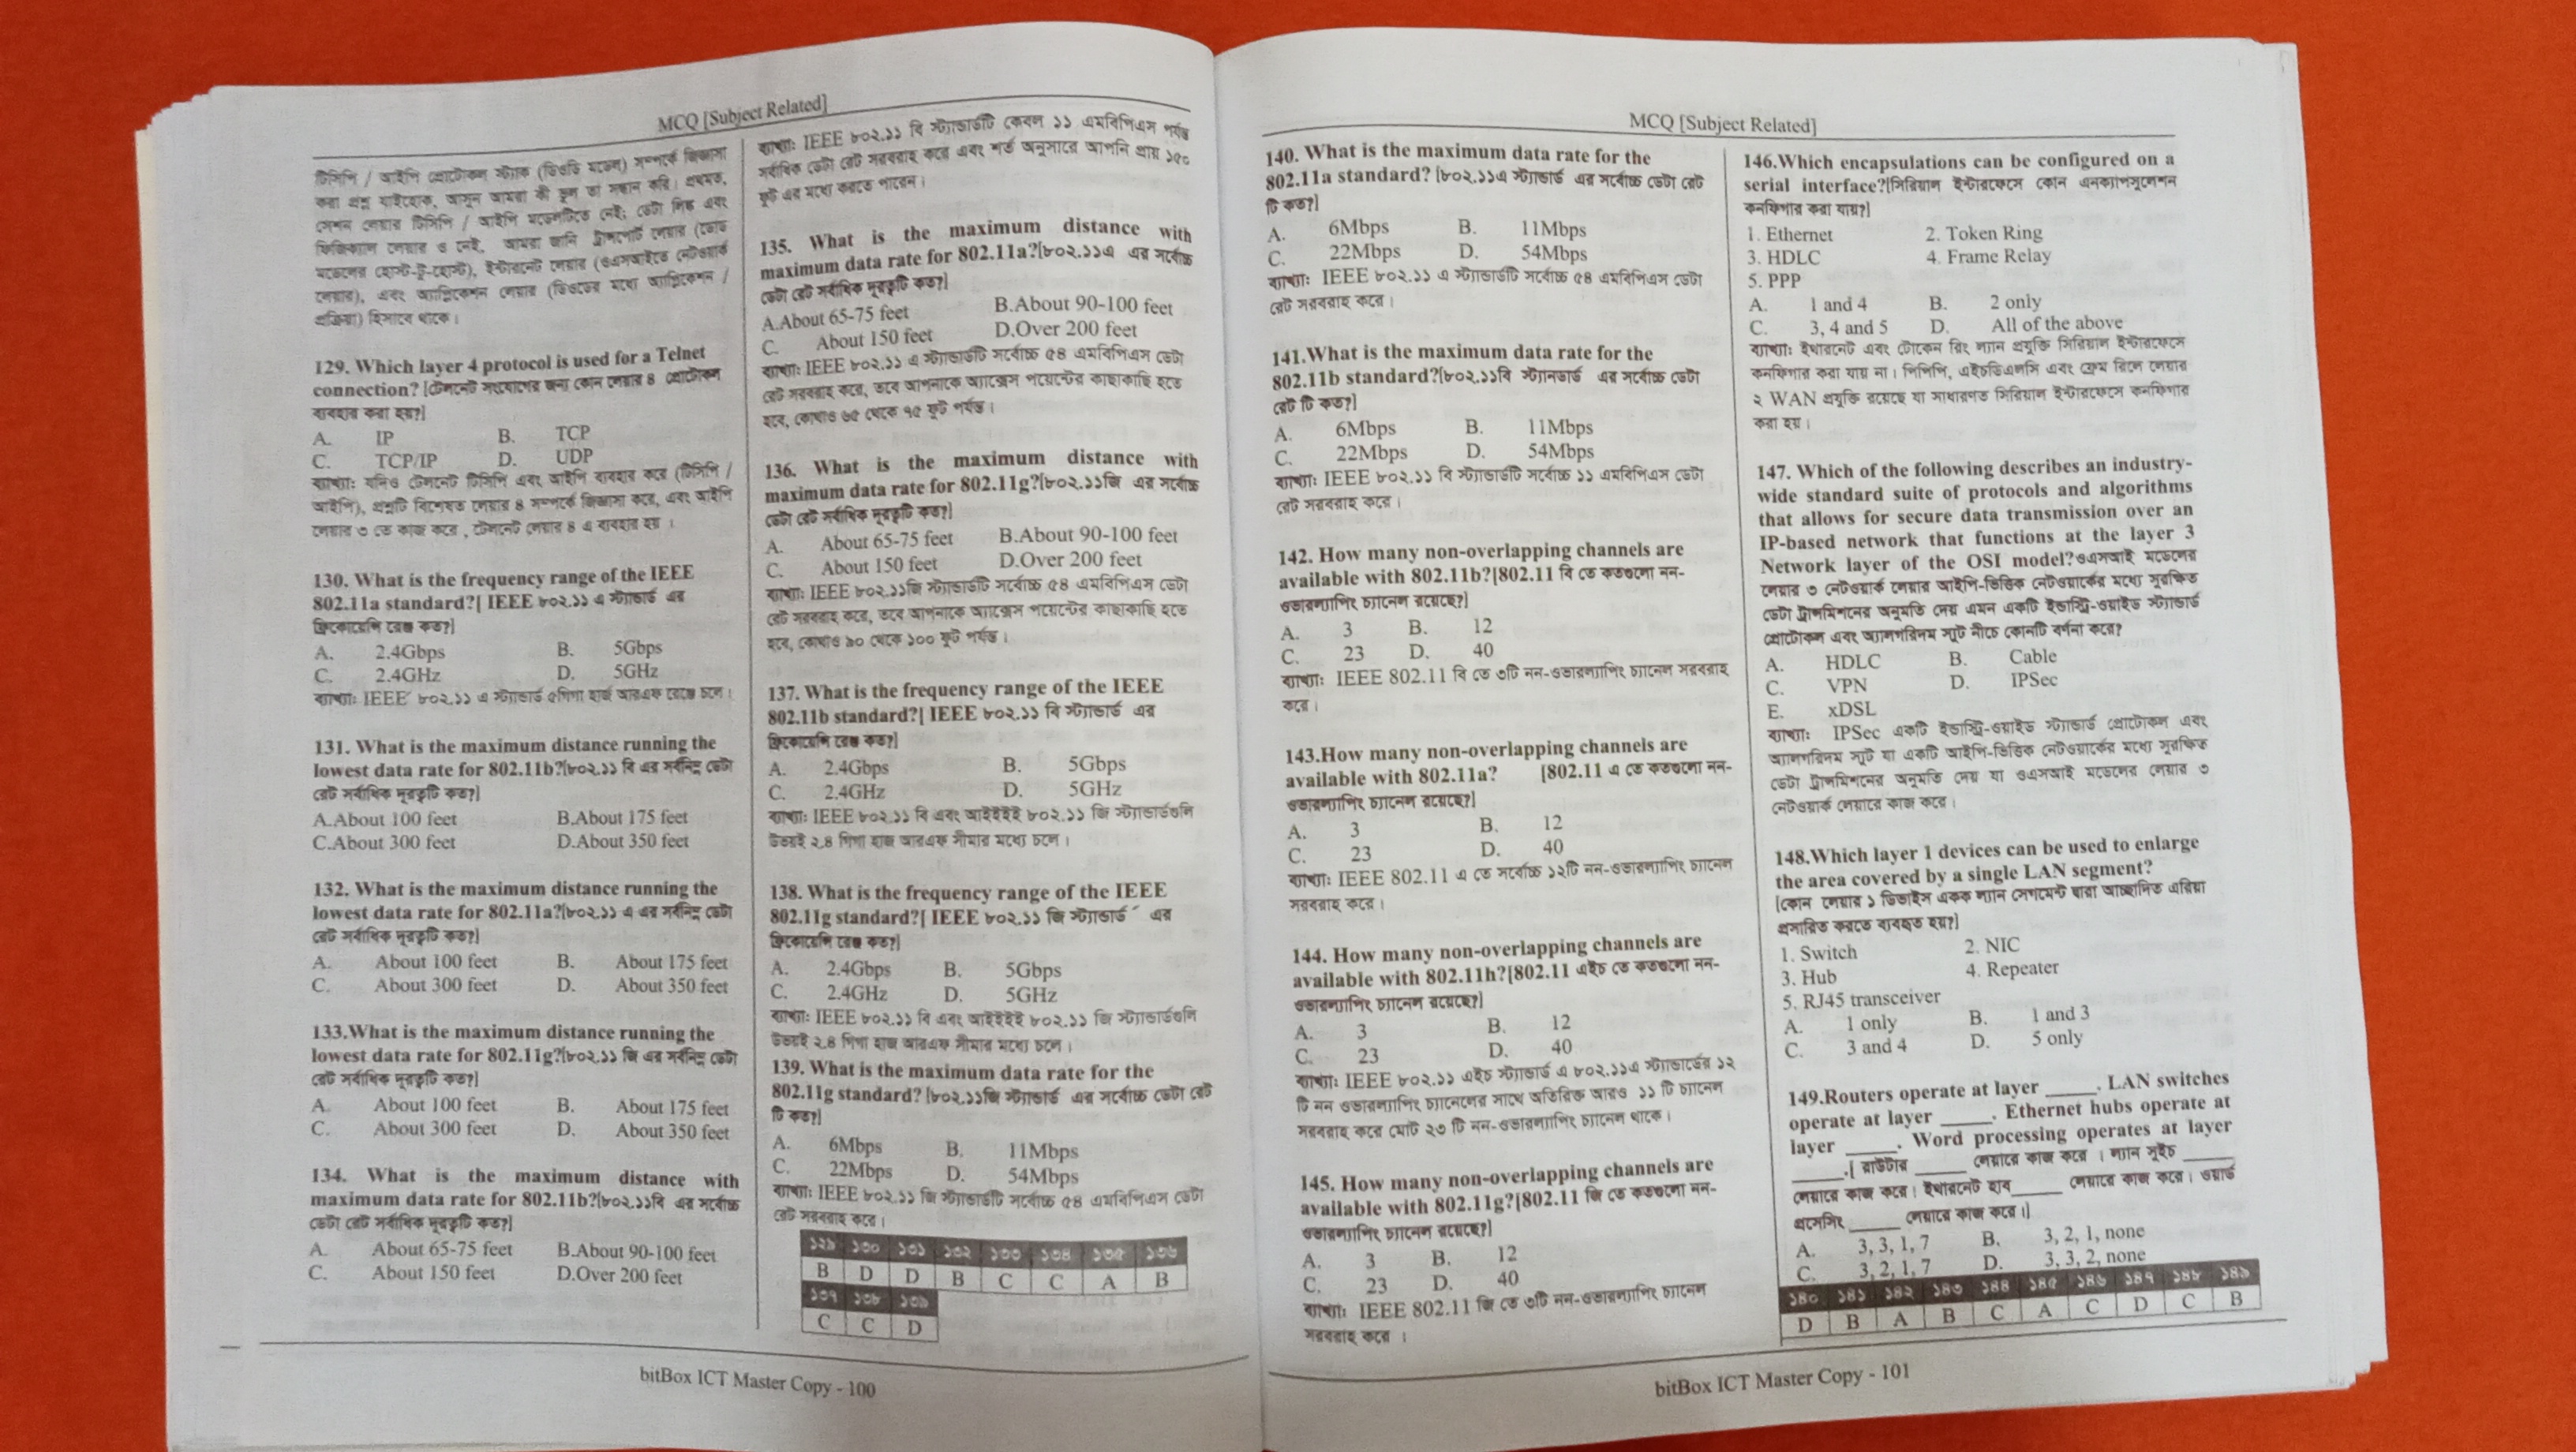 MCQ [Subject Related]
টিসিপি / আইপি প্রোটোকল স্ট্যাক (ডিওডি মডেল) সম্পর্কে জিজ্ঞাসা
করা প্রশ্ন যাইহোক, আসুন আমরা কী ভুল তা সন্ধান করি। প্রথমত,
সেশন লেয়ার টিসিপি / আইপি মডেলটিতে নেই; ডেটা লিঙ্ক এবং
ফিজিক্যাল লেয়ার ও নেই, আমরা জানি ট্রান্সপোর্ট লেয়ার (ডোড
মডেলের হোস্ট-টু-হোস্ট), ইন্টারনেট লেয়ার (ওএসআইতে নেটওয়ার্ক
লেয়ার), এবং অ্যাপ্লিকেশন লেয়ার (ডিওডের মধ্যে অ্যাপ্লিকেশন /
প্রক্রিয়া) হিসাবে থাকে।
129. Which layer 4 protocol is used for a Telnet
connection? [টেলনেট সংযোগের জন্য কোন লেয়ার ৪ প্রোটোকল
ব্যবহার করা হয়?]
A. IP B. TCP
C. TCP/IP D. UDP
ব্যাখ্যা: যদিও টেলনেট টিসিপি এবং আইপি ব্যবহার করে (টিসিপি /
আইপি), প্রশ্নটি বিশেষত লেয়ার ৪ সম্পর্কে জিজ্ঞাসা করে, এবং আইপি
লেয়ার ৩ তে কাজ করে , টেলনেট লেয়ার ৪ এ ব্যবহার হয় ।
130. What is the frequency range of the IEEE
802.11a standard?[ IEEE ৮০২.১১ এ স্ট্যান্ডার্ড এর
ফ্রিকোয়েন্সি রেঞ্জ কত?]
A. 2.4Gbps B. 5Gbps
C. 2.4GHz D. 5GHz
ব্যাখ্যা: IEEE ৮০২.১১ এ স্ট্যান্ডার্ড ৫গিগা হার্জ আরএফ রেঞ্জে চলে।
131. What is the maximum distance running the
lowest data rate for 802.11b?[৮০২.১১ বি এর সর্বনিম্ন ডেটা
রেট সর্বাধিক দূরত্বটি কত?]
A.About 100 feet B.About 175 feet
C.About 300 feet D.About 350 feet
132. What is the maximum distance running the
lowest data rate for 802.11a?[৮০২.১১ এ এর সর্বনিম্ন ডেটা
রেট সর্বাধিক দূরত্বটি কত?]
A. About 100 feet B. About 175 feet
C. About 300 feet D. About 350 feet
133.What is the maximum distance running the
lowest data rate for 802.11g?[৮০২.১১ জি এর সর্বনিম্ন ডেটা
রেট সর্বাধিক দূরত্বটি কত?]
A. About 100 feet B. About 175 feet
C. About 300 feet D. About 350 feet
134. What is the maximum distance with
maximum data rate for 802.11b?[৮০২.১১বি এর সর্বোচ্চ
ডেটা রেট সর্বাধিক দূরত্বটি কত?]
A. About 65-75 feet B.About 90-100 feet
C. About 150 feet D.Over 200 feet
ব্যাখ্যা: IEEE ৮০২.১১ বি স্ট্যান্ডার্ডটি কেবল ১১ এমবিপিএস পর্যন্ত
সর্বাধিক ডেটা রেট সরবরাহ করে এবং শর্ত অনুসারে আপনি প্রায় ১৫০
ফুট এর মধ্যে করতে পারেন।
135. What is the maximum distance with
maximum data rate for 802.11a?[৮০২.১১এ এর সর্বোচ্চ
ডেটা রেট সর্বাধিক দূরত্বটি কত?]
A.About 65-75 feet B.About 90-100 feet
C. About 150 feet D.Over 200 feet
ব্যাখ্যা: IEEE ৮০২.১১ এ স্ট্যান্ডার্ডটি সর্বোচ্চ ৫৪ এমবিপিএস ডেটা
রেট সরবরাহ করে, তবে আপনাকে অ্যাক্সেস পয়েন্টের কাছাকাছি হতে
হবে, কোথাও ৬৫ থেকে ৭৫ ফুট পর্যন্ত।
136. What is the maximum distance with
maximum data rate for 802.11g?[৮০২.১১জি এর সর্বোচ্চ
ডেটা রেট সর্বাধিক দূরত্বটি কত?]
A. About 65-75 feet B.About 90-100 feet
C. About 150 feet D.Over 200 feet
ব্যাখ্যা: IEEE ৮০২.১১জি স্ট্যান্ডার্ডটি সর্বোচ্চ ৫৪ এমবিপিএস ডেটা
রেট সরবরাহ করে, তবে আপনাকে অ্যাক্সেস পয়েন্টের কাছাকাছি হতে
হবে, কোথাও ৯০ থেকে ১০০ ফুট পর্যন্ত।
137. What is the frequency range of the IEEE
802.11b standard?[ IEEE ৮০২.১১ বি স্ট্যান্ডার্ড এর
ফ্রিকোয়েন্সি রেঞ্জ কত?]
A. 2.4Gbps B. 5Gbps
C. 2.4GHz D. 5GHz
ব্যাখ্যা: IEEE ৮০২.১১ বি এবং আইইইই ৮০২.১১ জি স্ট্যান্ডার্ডগুলি
উভয়ই ২.৪ গিগা হার্জ আরএফ সীমার মধ্যে চলে।
138. What is the frequency range of the IEEE
802.11g standard?[ IEEE ৮০২.১১ জি স্ট্যান্ডার্ড এর
ফ্রিকোয়েন্সি রেঞ্জ কত?]
A. 2.4Gbps B. 5Gbps
C. 2.4GHz D. 5GHz
ব্যাখ্যা: IEEE ৮০২.১১ বি এবং আইইইই ৮০২.১১ জি স্ট্যান্ডার্ডগুলি
উভয়ই ২.৪ গিগা হার্জ আরএফ সীমার মধ্যে চলে।
139. What is the maximum data rate for the
802.11g standard? [৮০২.১১জি স্ট্যান্ডার্ড এর সর্বোচ্চ ডেটা রেট
টি কত?]
A. 6Mbps B. 11Mbps
C. 22Mbps D. 54Mbps
ব্যাখ্যা: IEEE ৮০২.১১ জি স্ট্যান্ডার্ডটি সর্বোচ্চ ৫৪ এমবিপিএস ডেটা
রেট সরবরাহ করে।
১২৯ ১৩০ ১৩১ ১৩২ ১৩৩ ১৩৪ ১৩৫ ১৩৬
B D D B C C A B
১৩৭ ১৩৮ ১৩৯
C C D
bitBox ICT Master Copy - 100
MCQ [Subject Related]
140. What is the maximum data rate for the
802.11a standard? [৮০২.১১এ স্ট্যান্ডার্ড এর সর্বোচ্চ ডেটা রেট
টি কত?]
A. 6Mbps B. 11Mbps
C. 22Mbps D. 54Mbps
ব্যাখ্যা: IEEE ৮০২.১১ এ স্ট্যান্ডার্ডটি সর্বোচ্চ ৫৪ এমবিপিএস ডেটা
রেট সরবরাহ করে।
141.What is the maximum data rate for the
802.11b standard?[৮০২.১১বি স্ট্যানডার্ড এর সর্বোচ্চ ডেটা
রেট টি কত?]
A. 6Mbps B. 11Mbps
C. 22Mbps D. 54Mbps
ব্যাখ্যা: IEEE ৮০২.১১ বি স্ট্যান্ডার্ডটি সর্বোচ্চ ১১ এমবিপিএস ডেটা
রেট সরবরাহ করে।
142. How many non-overlapping channels are
available with 802.11b?[802.11 বি তে কতগুলো নন-
ওভারল্যাপিং চ্যানেল রয়েছে?]
A. 3 B. 12
C. 23 D. 40
ব্যাখ্যা: IEEE 802.11 বি তে ৩টি নন-ওভারল্যাপিং চ্যানেল সরবরাহ
করে।
143.How many non-overlapping channels are
available with 802.11a? [802.11 এ তে কতগুলো নন-
ওভারল্যাপিং চ্যানেল রয়েছে?]
A. 3 B. 12
C. 23 D. 40
ব্যাখ্যা: IEEE 802.11 এ তে সর্বোচ্চ ১২টি নন-ওভারল্যাপিং চ্যানেল
সরবরাহ করে।
144. How many non-overlapping channels are
available with 802.11h?[802.11 এইচ তে কতগুলো নন-
ওভারল্যাপিং চ্যানেল রয়েছে?]
A. 3 B. 12
C. 23 D. 40
ব্যাখ্যা: IEEE ৮০২.১১ এইচ স্ট্যান্ডার্ড এ ৮০২.১১এ স্ট্যান্ডার্ডের ১২
টি নন ওভারল্যাপিং চ্যানেলের সাথে অতিরিক্ত আরও ১১ টি চ্যানেল
সরবরাহ করে মোট ২৩ টি নন-ওভারল্যাপিং চ্যানেল থাকে।
145. How many non-overlapping channels are
available with 802.11g?[802.11 জি তে কতগুলো নন-
ওভারল্যাপিং চ্যানেল রয়েছে?]
A. 3 B. 12
C. 23 D. 40
ব্যাখ্যা: IEEE 802.11 জি তে ৩টি নন-ওভারল্যাপিং চ্যানেল
সরবরাহ করে ।
146.Which encapsulations can be configured on a
serial interface?[সিরিয়াল ইন্টারফেসে কোন এনক্যাপসুলেশন
কনফিগার করা যায়?]
1. Ethernet 2. Token Ring
3. HDLC 4. Frame Relay
5. PPP
A. 1 and 4 B. 2 only
C. 3, 4 and 5 D. All of the above
ব্যাখ্যা: ইথারনেট এবং টোকেন রিং ল্যান প্রযুক্তি সিরিয়াল ইন্টারফেসে
কনফিগার করা যায় না। পিপিপি, এইচডিএলসি এবং ফ্রেম রিলে লেয়ার
২ WAN প্রযুক্তি রয়েছে যা সাধারণত সিরিয়াল ইন্টারফেসে কনফিগার
করা হয়।
147. Which of the following describes an industry-
wide standard suite of protocols and algorithms
that allows for secure data transmission over an
IP-based network that functions at the layer 3
Network layer of the OSI model?ওএসআই মডেলের
লেয়ার ৩ নেটওয়ার্ক লেয়ার আইপি-ভিত্তিক নেটওয়ার্কের মধ্যে সুরক্ষিত
ডেটা ট্রান্সমিশনের অনুমতি দেয় এমন একটি ইন্ডাস্ট্রি-ওয়াইড স্ট্যান্ডার্ড
প্রোটোকল এবং অ্যালগরিদম স্যুট নীচে কোনটি বর্ণনা করে?
A. HDLC B. Cable
C. VPN D. IPSec
E. xDSL
ব্যাখ্যা: IPSec একটি ইন্ডাস্ট্রি-ওয়াইড স্ট্যান্ডার্ড প্রোটোকল এবং
অ্যালগরিদম স্যুট যা একটি আইপি-ভিত্তিক নেটওয়ার্কের মধ্যে সুরক্ষিত
ডেটা ট্রান্সমিশনের অনুমতি দেয় যা ওএসআই মডেলের লেয়ার ৩
নেটওয়ার্ক লেয়ারে কাজ করে।
148.Which layer 1 devices can be used to enlarge
the area covered by a single LAN segment?
[কোন লেয়ার ১ ডিভাইস একক ল্যান সেগমেন্ট দ্বারা আচ্ছাদিত এরিয়া
প্রসারিত করতে ব্যবহৃত হয়?]
1. Switch 2. NIC
3. Hub 4. Repeater
5. RJ45 transceiver
A. 1 only B. 1 and 3
C. 3 and 4 D. 5 only
149.Routers operate at layer _____. LAN switches
operate at layer _____. Ethernet hubs operate at
layer _____. Word processing operates at layer
_____.[ রাউটার _____ লেয়ারে কাজ করে । ল্যান সুইচ _____
লেয়ারে কাজ করে। ইথারনেট হাব_____ লেয়ারে কাজ করে। ওয়ার্ড
প্রসেসিং _____ লেয়ারে কাজ করে।]
A. 3, 3, 1, 7 B. 3, 2, 1, none
C. 3, 2, 1, 7 D. 3, 3, 2, none
১৪০ ১৪১ ১৪২ ১৪৩ ১৪৪ ১৪৫ ১৪৬ ১৪৭ ১৪৮ ১৪৯
D B A B C A C D C B
bitBox ICT Master Copy - 101